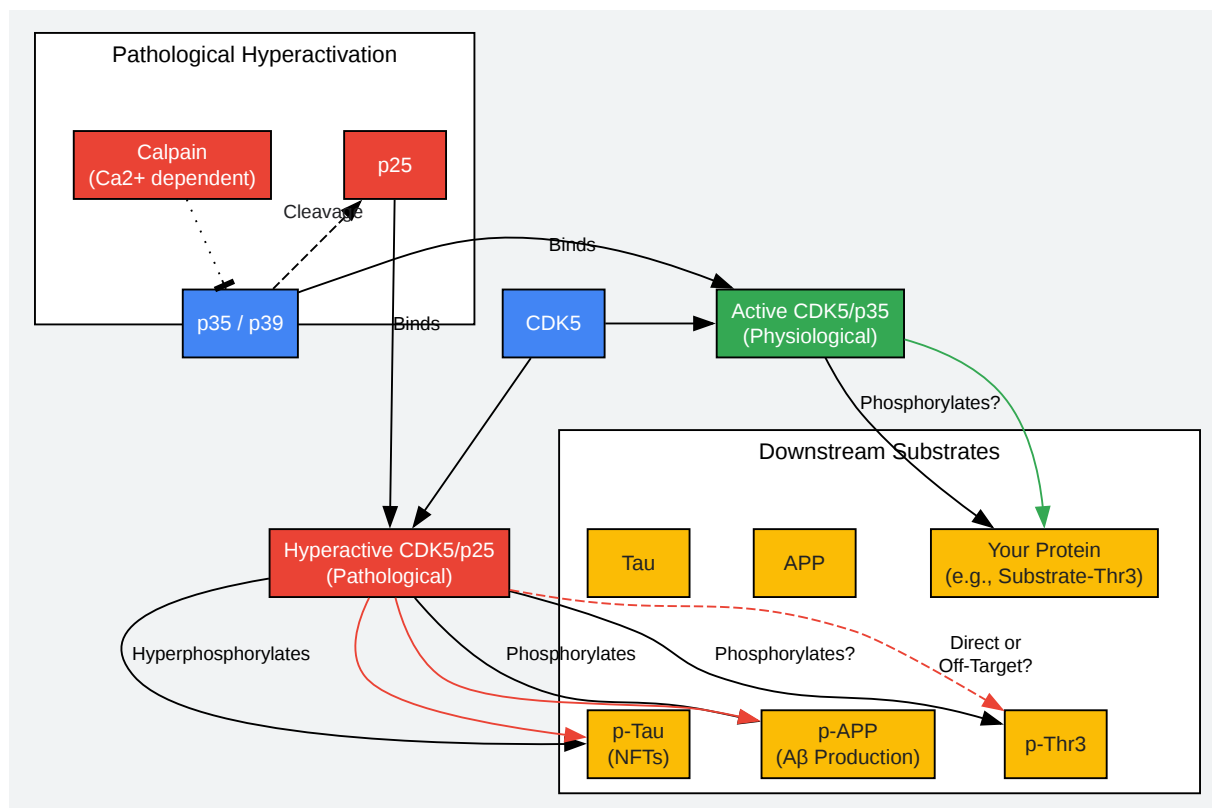 Pathological Hyperactivation
Calpain
(Ca2+ dependent)
p25
Cleavage
Binds
p35 / p39
Binds
CDK5
Active CDK5/p35
(Physiological)
Phosphorylates?
Downstream Substrates
Hyperactive CDK5/p25
(Pathological)
Tau
APP
Your Protein
(e.g., Substrate-Thr3)
Hyperphosphorylates
Phosphorylates
Phosphorylates?
Direct or
Off-Target?
p-Tau
(NFTs)
p-APP
(Aβ Production)
p-Thr3